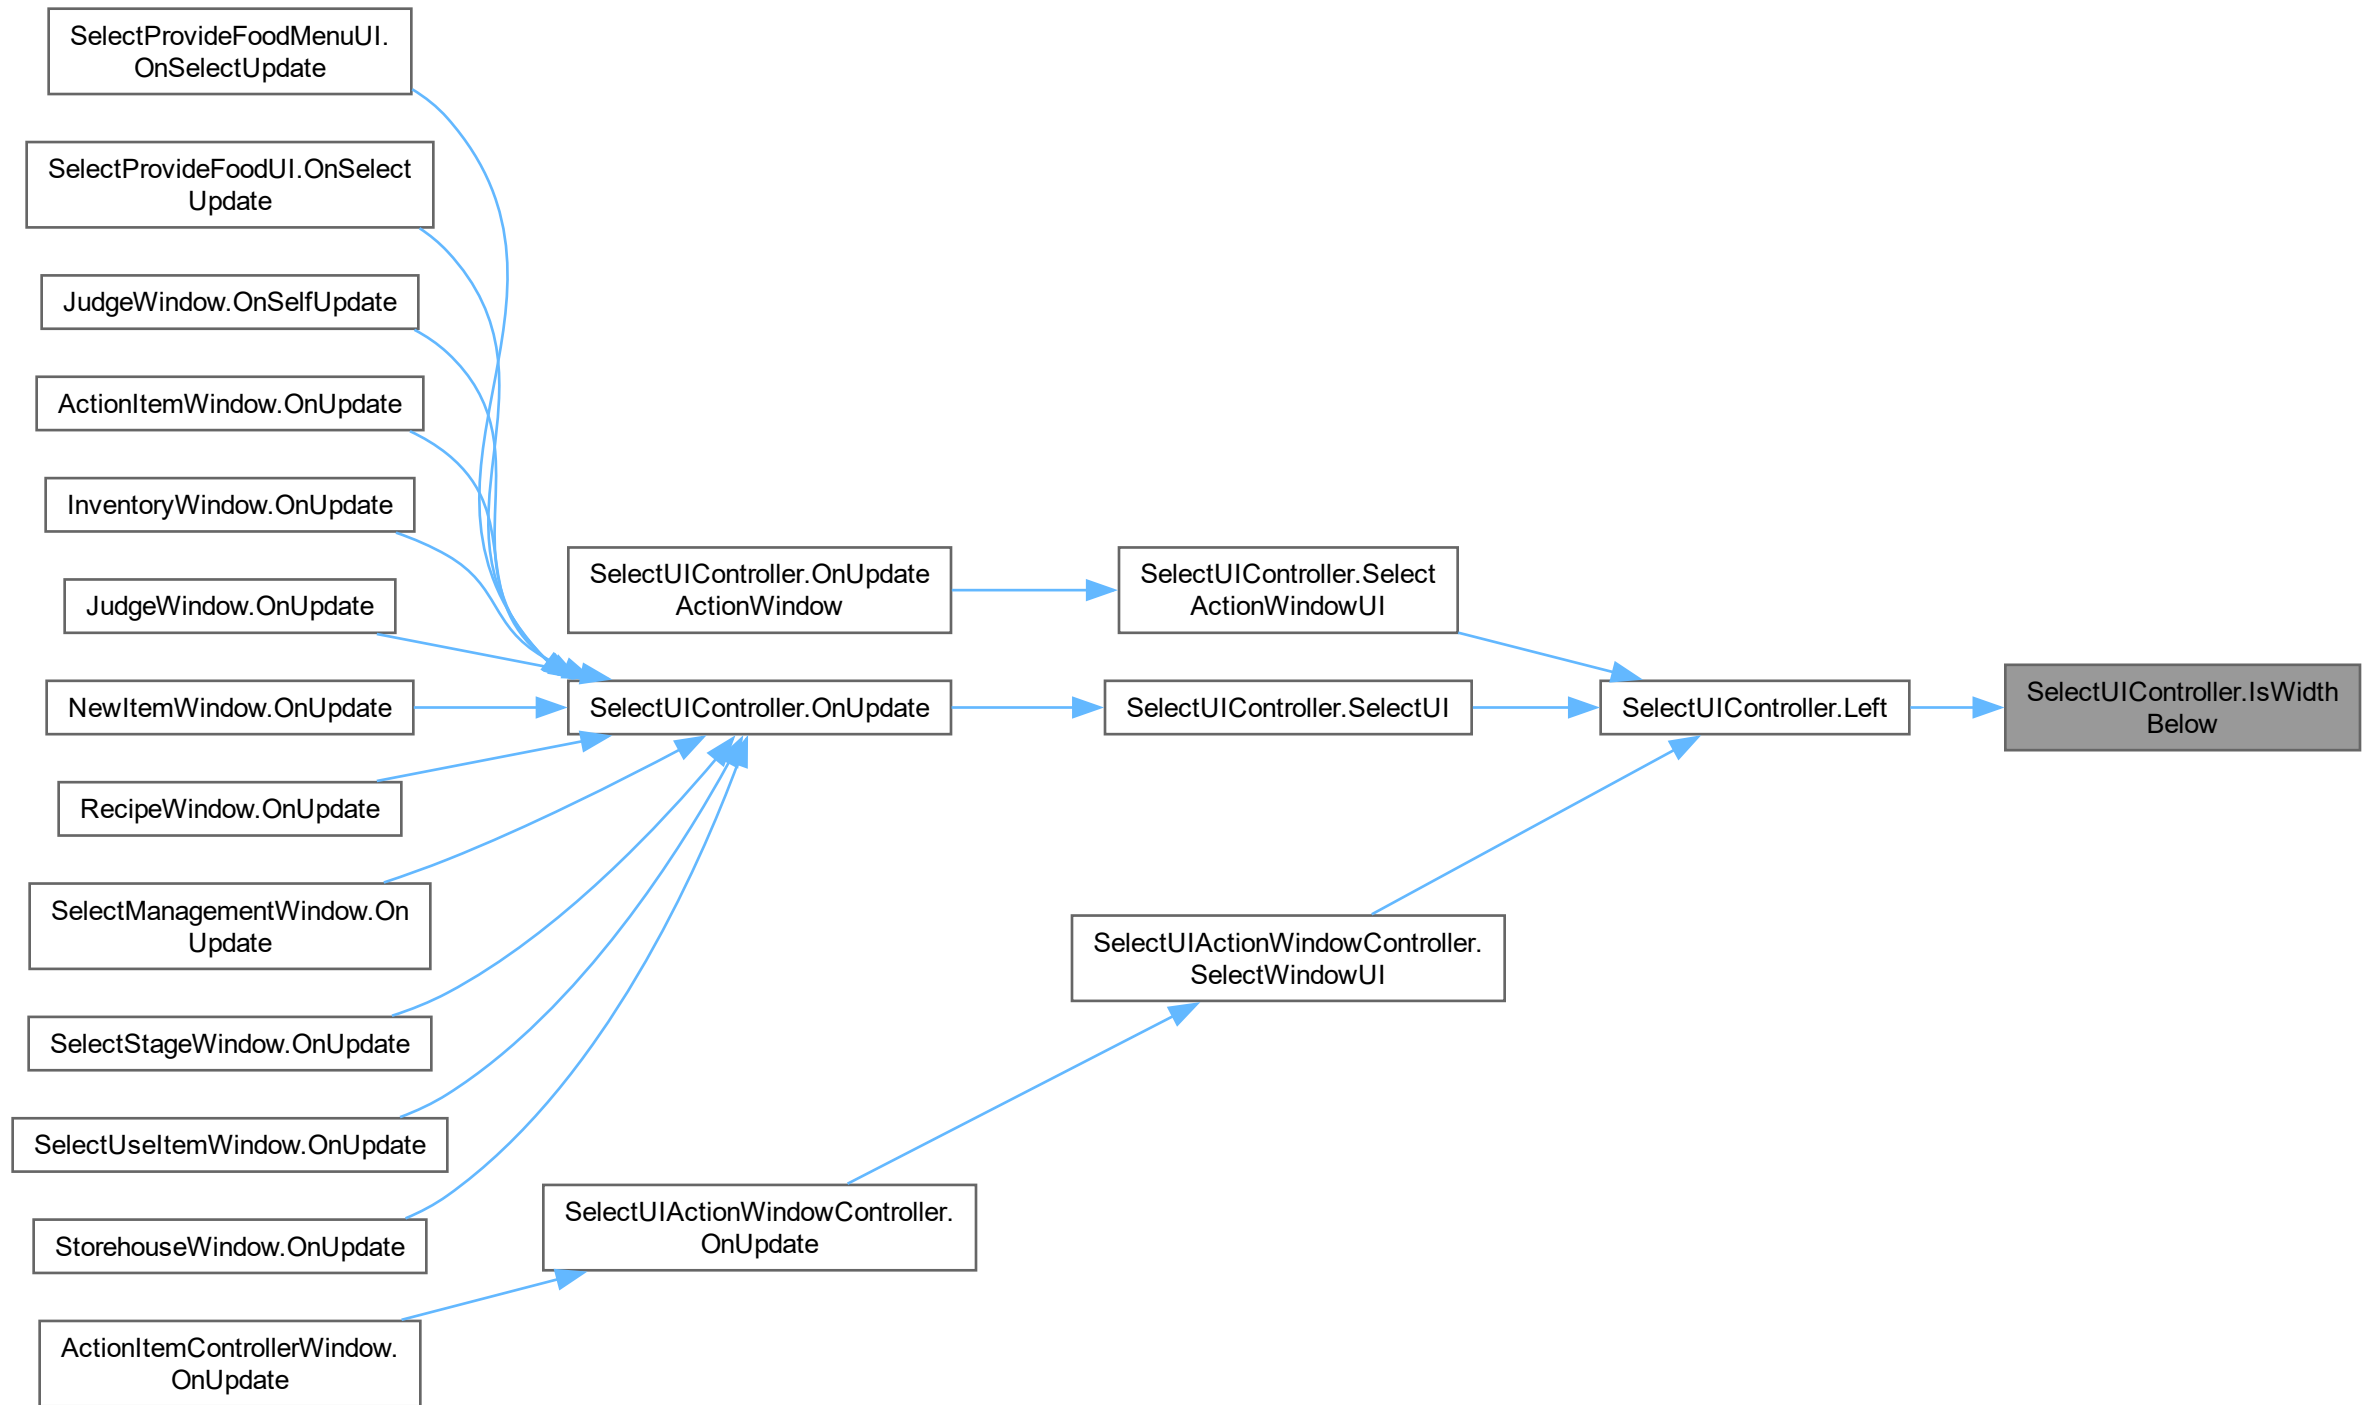 SelectProvideFoodMenuUI.
OnSelectUpdate
SelectProvideFoodUI.OnSelect
Update
JudgeWindow.OnSelfUpdate
ActionItemWindow.OnUpdate
InventoryWindow.OnUpdate
JudgeWindow.OnUpdate
NewItemWindow.OnUpdate
RecipeWindow.OnUpdate
SelectManagementWindow.On
Update
SelectStageWindow.OnUpdate
SelectUseItemWindow.OnUpdate
StorehouseWindow.OnUpdate
ActionItemControllerWindow.
OnUpdate
SelectUIController.OnUpdate
ActionWindow
SelectUIController.OnUpdate
SelectUIActionWindowController.
OnUpdate
SelectUIController.Select
ActionWindowUI
SelectUIController.SelectUI
SelectUIActionWindowController.
SelectWindowUI
SelectUIController.Left
SelectUIController.IsWidth
Below